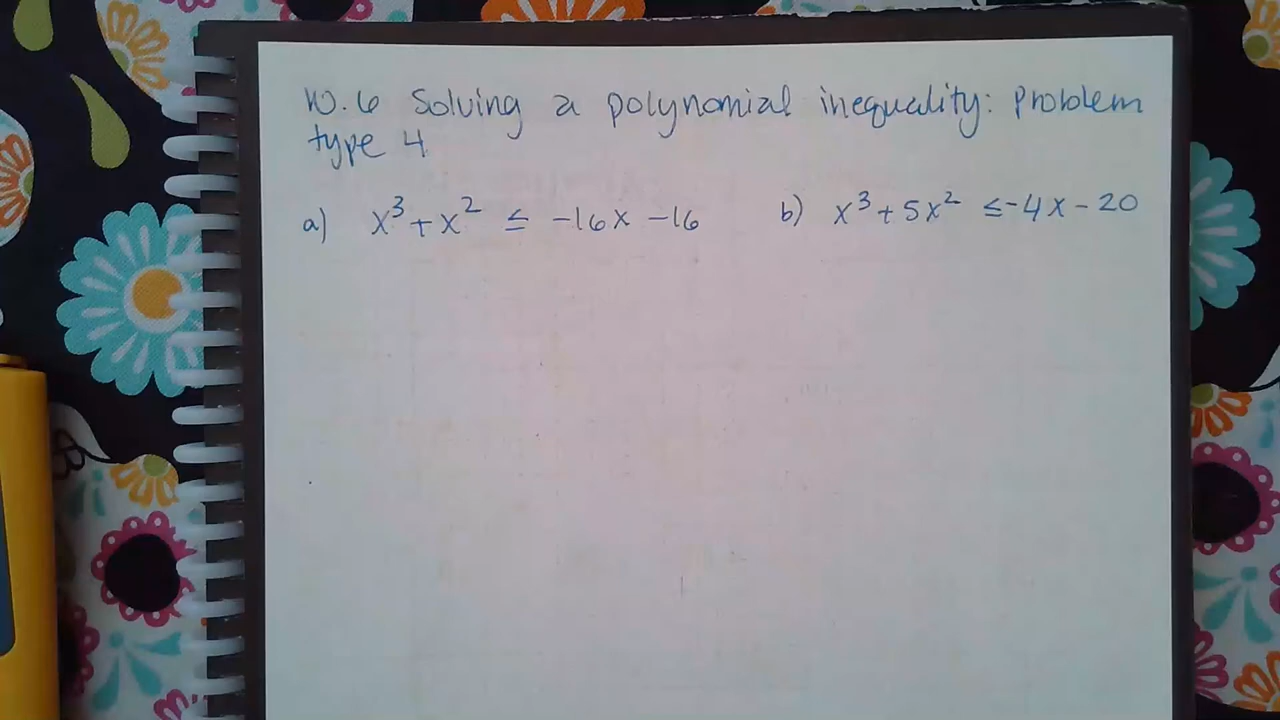 10.6 Solving a polynomial inequality: Problem
type 4
a) x³ + x² ≤ -16x - 16 b) x³ + 5x² ≤ -4x - 20